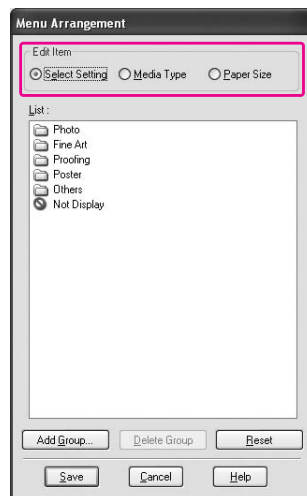 Menu Arrangement
Edit Item
Select Setting Media Type Paper Size
List :
Photo
Fine Art
Proofing
Poster
Others
Not Display
Add Group... Delete Group Reset
Save Cancel Help